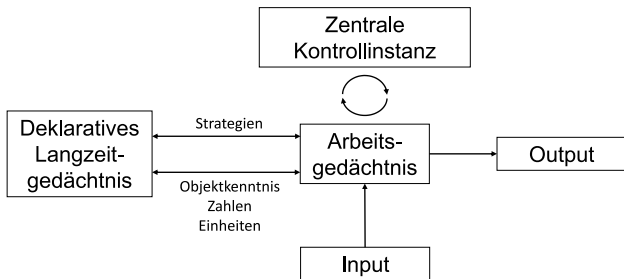 Zentrale
Kontrollinstanz
Deklaratives
Langzeit-
gedächtnis
Strategien
Objektkenntnis
Zahlen
Einheiten
Arbeits-
gedächtnis
Output
Input